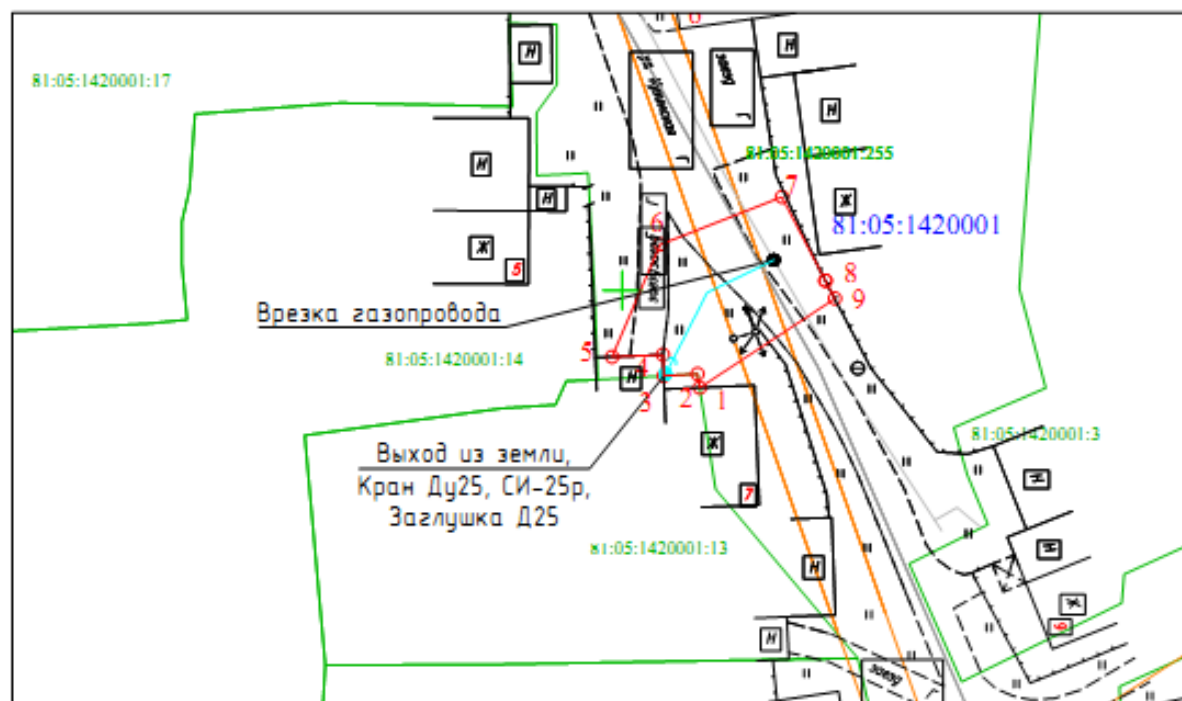 6
Н
81:05:1420001:17
Н
Н
Н
81:05:1420001:255
7
Н
Ж
6
81:05:1420001
Ж
5
8
9
Врезка газопровода
5
4
81:05:1420001:14
Н
3
2
1
81:05:1420001:3
Ж
Выход из земли,
Кран Ду25, СИ-25р,
Заглушка Д25
7
Н
81:05:1420001:13
Н
Н
Ж
6
Н